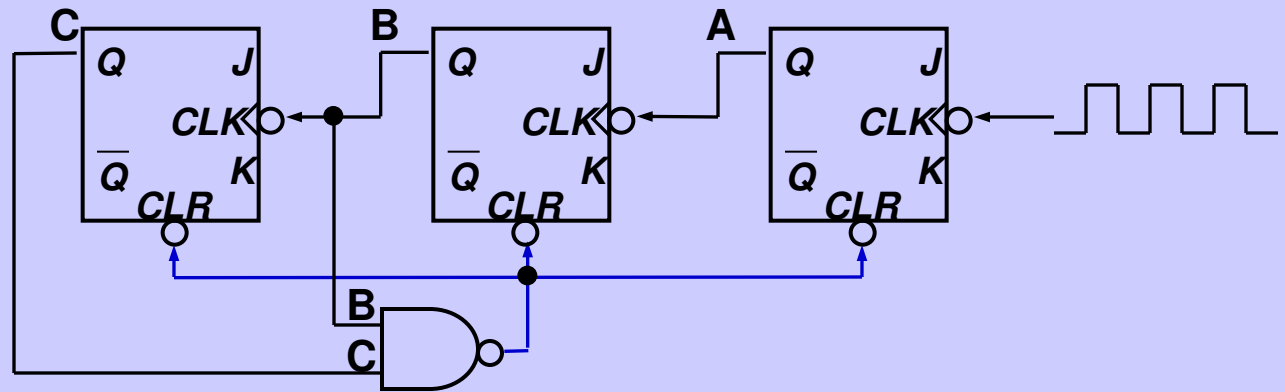 C B A
Q J Q J Q J
CLK CLK CLK
Q̅ K Q̅ K Q̅ K
CLR CLR CLR
B
C